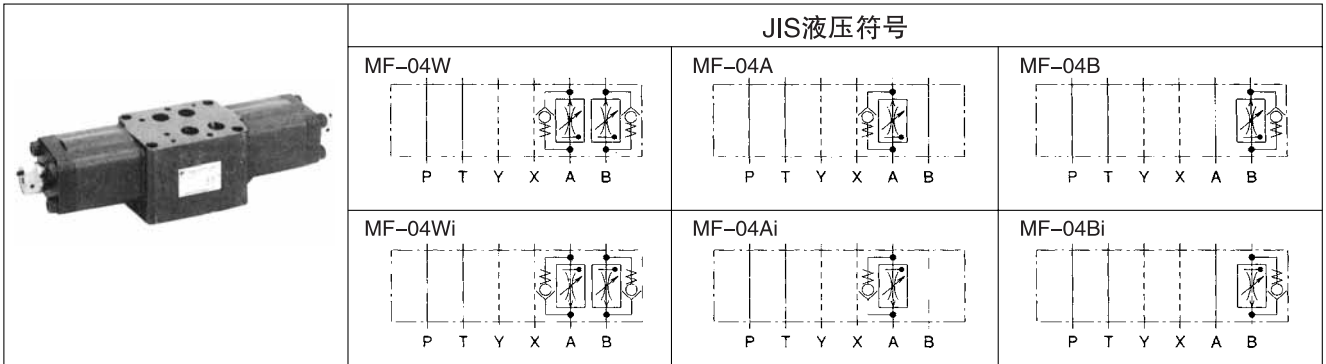 JIS液压符号
MF-04W
P T Y X A B
MF-04A
P T Y X A B
MF-04B
P T Y X A B
MF-04Wi
P T Y X A B
MF-04Ai
P T Y X A B
MF-04Bi
P T Y X A B